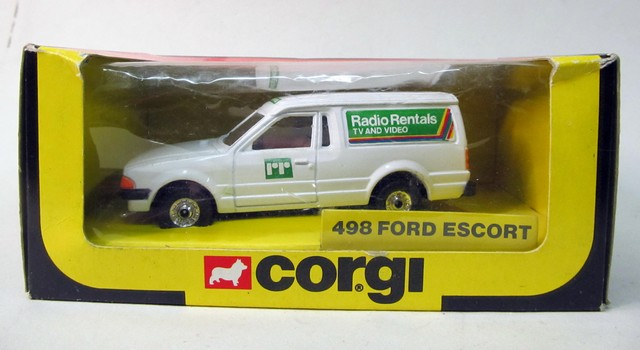 Radio Rentals
TV AND VIDEO
rr
498 FORD ESCORT
corgi®